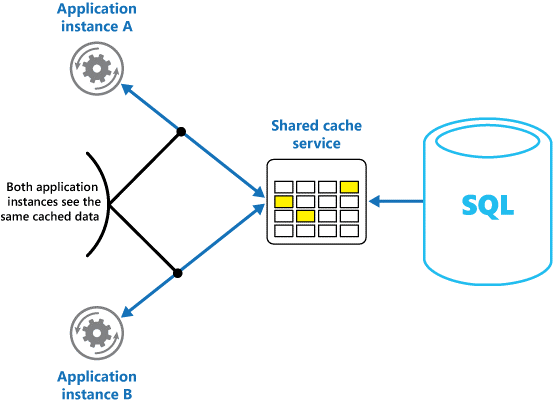 Application
instance A
Shared cache
service
Both application
instances see the
same cached data
SQL
Application
instance B